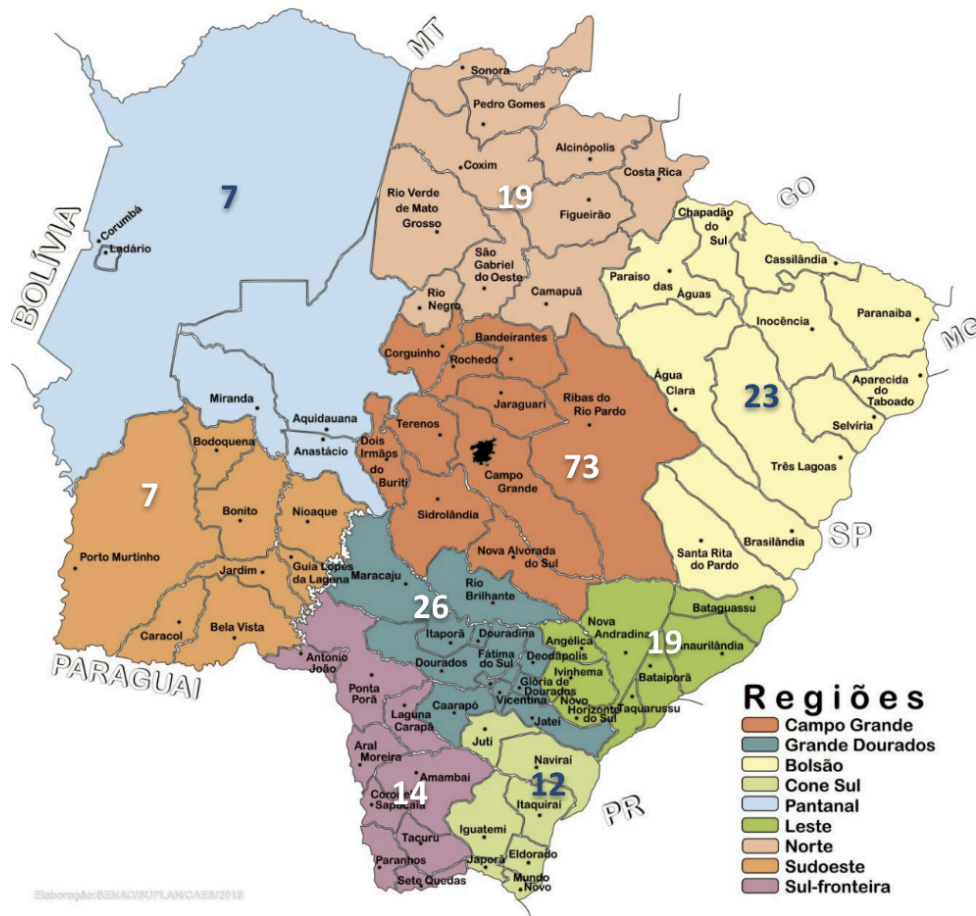 MT
Sonora
Pedro Gomes
Alcinópolis
Coxim
Costa Rica
Rio Verde
de Mato
Grosso
19
Figueirão
7
GO
Chapadão
do Sul
Corumbá
Ladário
BOLÍVIA
São
Gabriel
do Oeste
Cassilândia
Paraíso
das Águas
Rio
Negro
Camapuã
Inocência
Paranaíba
MG
Bandeirantes
Corguinho
Rochedo
Água
Clara
Aparecida
do
Taboado
Miranda
Jaraguari
Ribas do
Rio Pardo
23
Selvíria
Aquidauana
Terenos
Bodoquena
Anastácio
Dois
Irmãos
do
Buriti
Campo
Grande
73
Três Lagoas
7
Bonito
Nioaque
Sidrolândia
SP
Brasilândia
Porto Murtinho
Nova Alvorada
do Sul
Santa Rita
do Pardo
Guia Lopes
da Laguna
Jardim
Maracaju
Rio
Brilhante
26
Bataguassu
Caracol
Bela Vista
Nova
Andradina
19
Itaporã
Douradina
Angélica
Anaurilândia
PARAGUAI
Antonio
João
Dourados
Fátima
do Sul
Deodápolis
Ivinhema
Batáiporã
Ponta
Porã
Glória de
Dourados
Vicentina
Novo
Horizonte
do Sul
Taquarussu
Caarapó
Jateí
Laguna
Carapã
Juti
Aral
Moreira
Naviraí
Amambai
14
12
Coronel
Sapucaia
Itaquiraí
PR
Tacuru
Iguatemi
Paranhos
Eldorado
Japorã
Sete Quedas
Mundo
Novo
Regiões
Campo Grande
Grande Dourados
Bolsão
Cone Sul
Pantanal
Leste
Norte
Sudoeste
Sul-fronteira
Elaboração:SEMAC/SUPLAN/CAES/2013